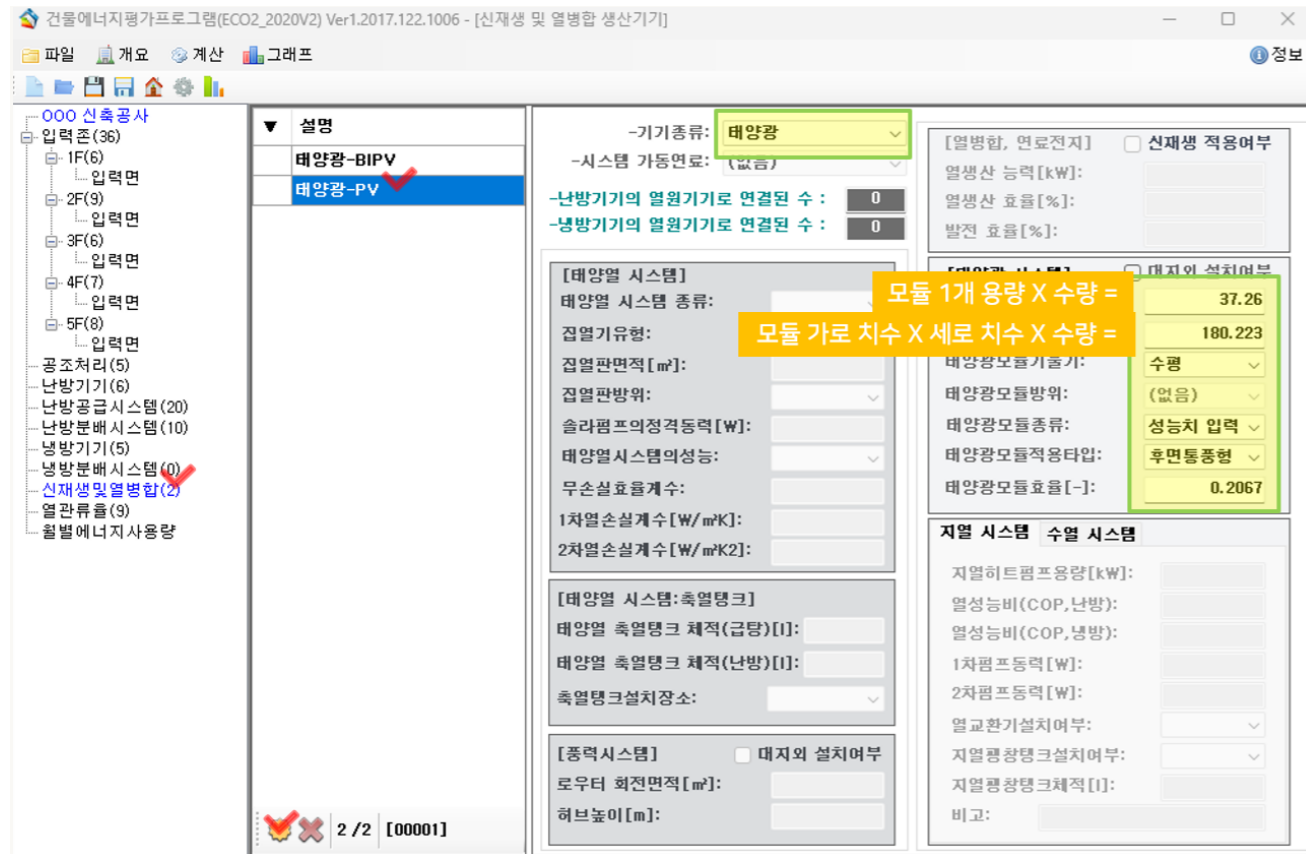 건물에너지평가프로그램(ECO2_2020V2) Ver1.2017.122.1006 - [신재생 및 열병합 생산기기]
파일 개요 계산 그래프 정보
OOO 신축공사
입력존(36)
1F(6)
입력면
2F(9)
입력면
3F(6)
입력면
4F(7)
입력면
5F(8)
입력면
공조처리(5)
난방기기(6)
난방공급시스템(20)
난방분배시스템(10)
냉방기기(5)
냉방분배시스템(0)
신재생및열병합(2)
열관류율(9)
월별에너지사용량
▼ 설명
태양광-BIPV
태양광-PV
2 /2 [00001]
-기기종류: 태양광
-시스템 가동연료: (없음)
-난방기기의 열원기기로 연결된 수 : 0
-냉방기기의 열원기기로 연결된 수 : 0
[태양열 시스템]
태양열 시스템 종류:
집열기유형:
집열판면적[㎡]:
집열판방위:
솔라펌프의정격동력[W]:
태양열시스템의성능:
무손실효율계수:
1차열손실계수[W/㎡K]:
2차열손실계수[W/㎡K2]:
[태양열 시스템:축열탱크]
태양열 축열탱크 체적(급탕)[l]:
태양열 축열탱크 체적(난방)[l]:
축열탱크설치장소:
[풍력시스템] 대지외 설치여부
로우터 회전면적[㎡]:
허브높이[m]:
[열병합, 연료전지] 신재생 적용여부
열생산 능력[kW]:
열생산 효율[%]:
발전 효율[%]:
[태양광 시스템] 대지외 설치여부
모듈 1개 용량 X 수량 = 37.26
모듈 가로 치수 X 세로 치수 X 수량 = 180.223
태양광모듈기울기: 수평
태양광모듈방위: (없음)
태양광모듈종류: 성능치 입력
태양광모듈적용타입: 후면통풍형
태양광모듈효율[-]: 0.2067
지열 시스템 수열 시스템
지열히트펌프용량[kW]:
열성능비(COP,난방):
열성능비(COP,냉방):
1차펌프동력[W]:
2차펌프동력[W]:
열교환기설치여부:
지열팽창탱크설치여부:
지열팽창탱크체적[l]:
비고: